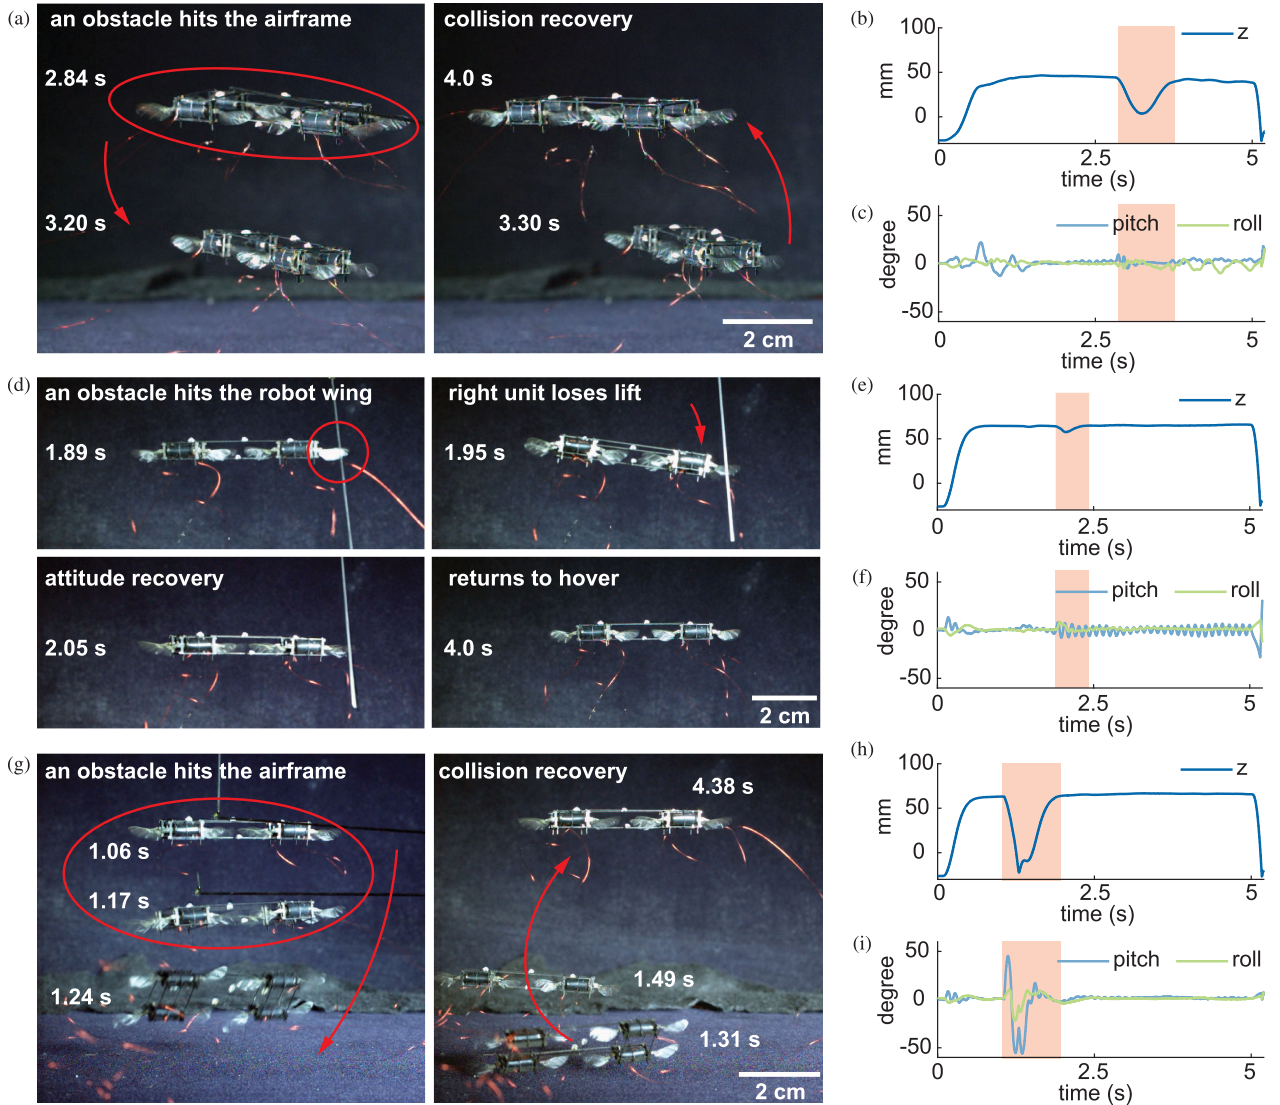 (a)
an obstacle hits the airframe
2.84 s
3.20 s
collision recovery
4.0 s
3.30 s
2 cm
(b)
z
mm
100
50
0
0
2.5
5
time (s)
(c)
pitch
roll
degree
50
0
-50
0
2.5
5
time (s)
(d)
an obstacle hits the robot wing
1.89 s
right unit loses lift
1.95 s
attitude recovery
2.05 s
returns to hover
4.0 s
2 cm
(e)
z
mm
100
50
0
0
2.5
5
time (s)
(f)
pitch
roll
degree
50
0
-50
0
2.5
5
time (s)
(g)
an obstacle hits the airframe
1.06 s
1.17 s
1.24 s
collision recovery
4.38 s
1.49 s
1.31 s
2 cm
(h)
z
mm
100
50
0
0
2.5
5
time (s)
(i)
pitch
roll
degree
50
0
-50
0
2.5
5
time (s)